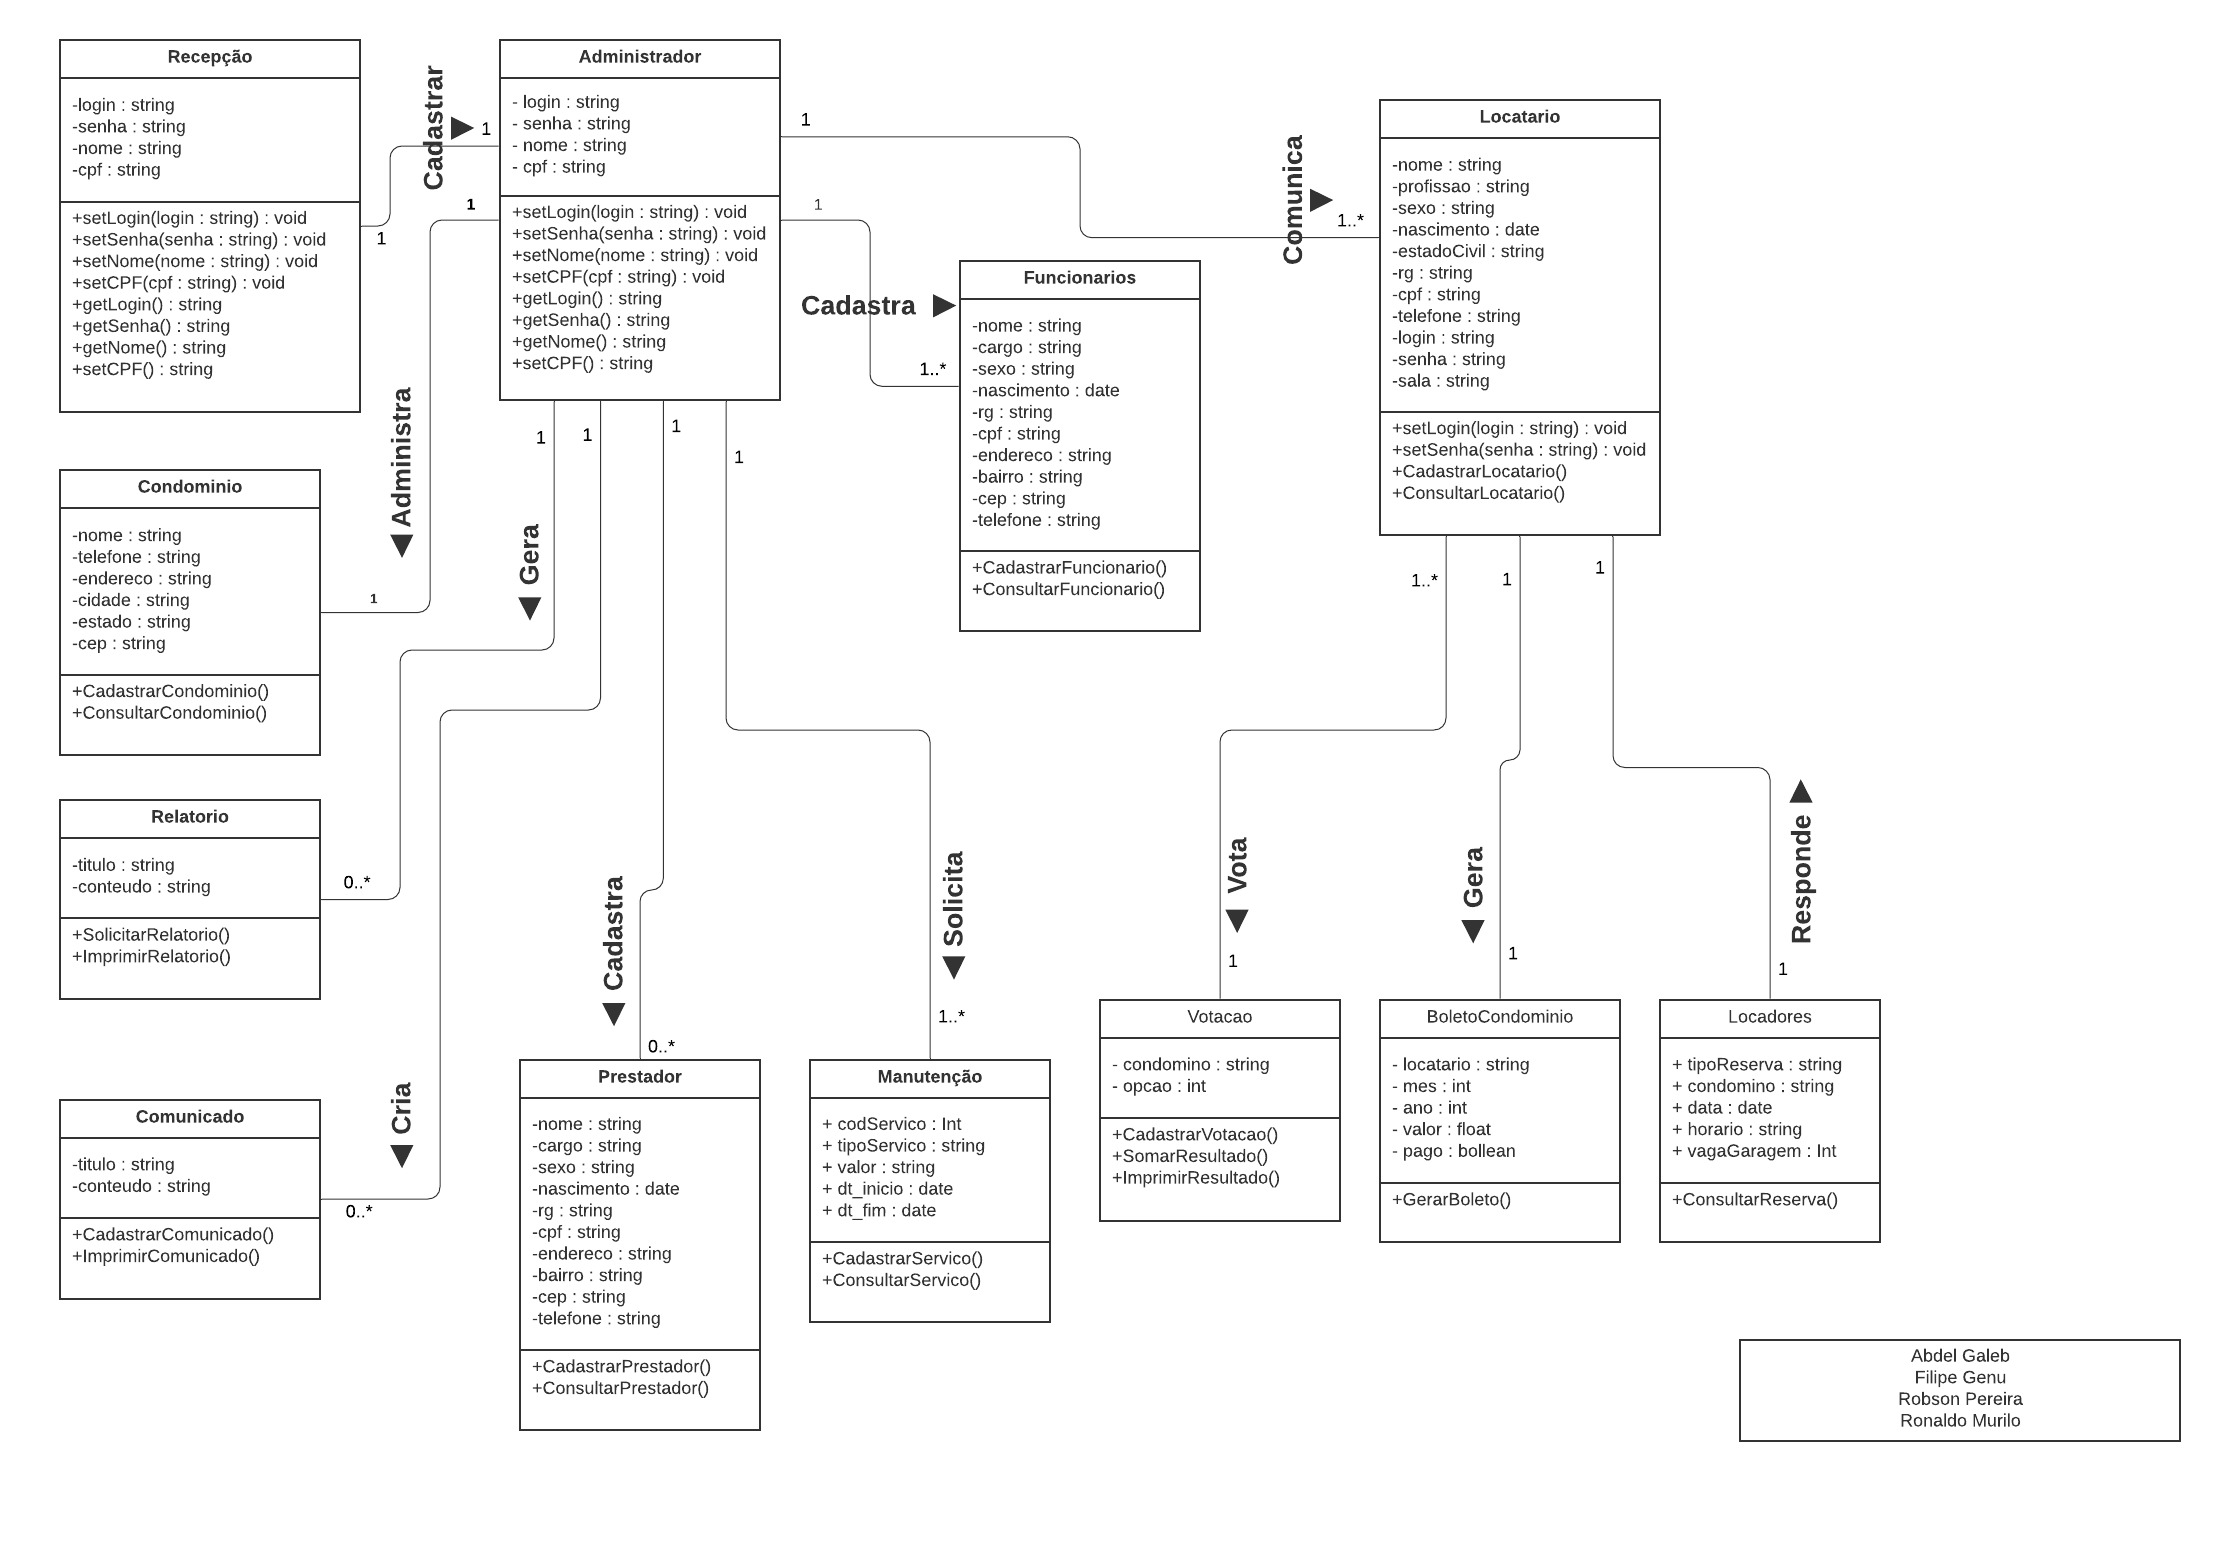 Recepção
-login : string
-senha : string
-nome : string
-cpf : string
+setLogin(login : string) : void
+setSenha(senha : string) : void
+setNome(nome : string) : void
+setCPF(cpf : string) : void
+getLogin() : string
+getSenha() : string
+getNome() : string
+setCPF() : string
Cadastrar
1
1
Administrador
- login : string
- senha : string
- nome : string
- cpf : string
+setLogin(login : string) : void
+setSenha(senha : string) : void
+setNome(nome : string) : void
+setCPF(cpf : string) : void
+getLogin() : string
+getSenha() : string
+getNome() : string
+setCPF() : string
1
Comunica
1..*
Locatario
-nome : string
-profissao : string
-sexo : string
-nascimento : date
-estadoCivil : string
-rg : string
-cpf : string
-telefone : string
-login : string
-senha : string
-sala : string
+setLogin(login : string) : void
+setSenha(senha : string) : void
+CadastrarLocatario()
+ConsultarLocatario()
1
Cadastra
1..*
Funcionarios
-nome : string
-cargo : string
-sexo : string
-nascimento : date
-rg : string
-cpf : string
-endereco : string
-bairro : string
-cep : string
-telefone : string
+CadastrarFuncionario()
+ConsultarFuncionario()
1
Administra
1
Condominio
-nome : string
-telefone : string
-endereco : string
-cidade : string
-estado : string
-cep : string
+CadastrarCondominio()
+ConsultarCondominio()
1
Gera
0..*
Relatorio
-titulo : string
-conteudo : string
+SolicitarRelatorio()
+ImprimirRelatorio()
1
Cria
0..*
Comunicado
-titulo : string
-conteudo : string
+CadastrarComunicado()
+ImprimirComunicado()
1
Cadastra
0..*
Prestador
-nome : string
-cargo : string
-sexo : string
-nascimento : date
-rg : string
-cpf : string
-endereco : string
-bairro : string
-cep : string
-telefone : string
+CadastrarPrestador()
+ConsultarPrestador()
1
Solicita
1..*
Manutenção
+ codServico : Int
+ tipoServico : string
+ valor : string
+ dt_inicio : date
+ dt_fim : date
+CadastrarServico()
+ConsultarServico()
1..*
Vota
1
Votacao
- condomino : string
- opcao : int
+CadastrarVotacao()
+SomarResultado()
+ImprimirResultado()
1
Gera
1
BoletoCondominio
- locatario : string
- mes : int
- ano : int
- valor : float
- pago : bollean
+GerarBoleto()
1
Responde
1
Locadores
+ tipoReserva : string
+ condomino : string
+ data : date
+ horario : string
+ vagaGaragem : Int
+ConsultarReserva()
Abdel Galeb
Filipe Genu
Robson Pereira
Ronaldo Murilo